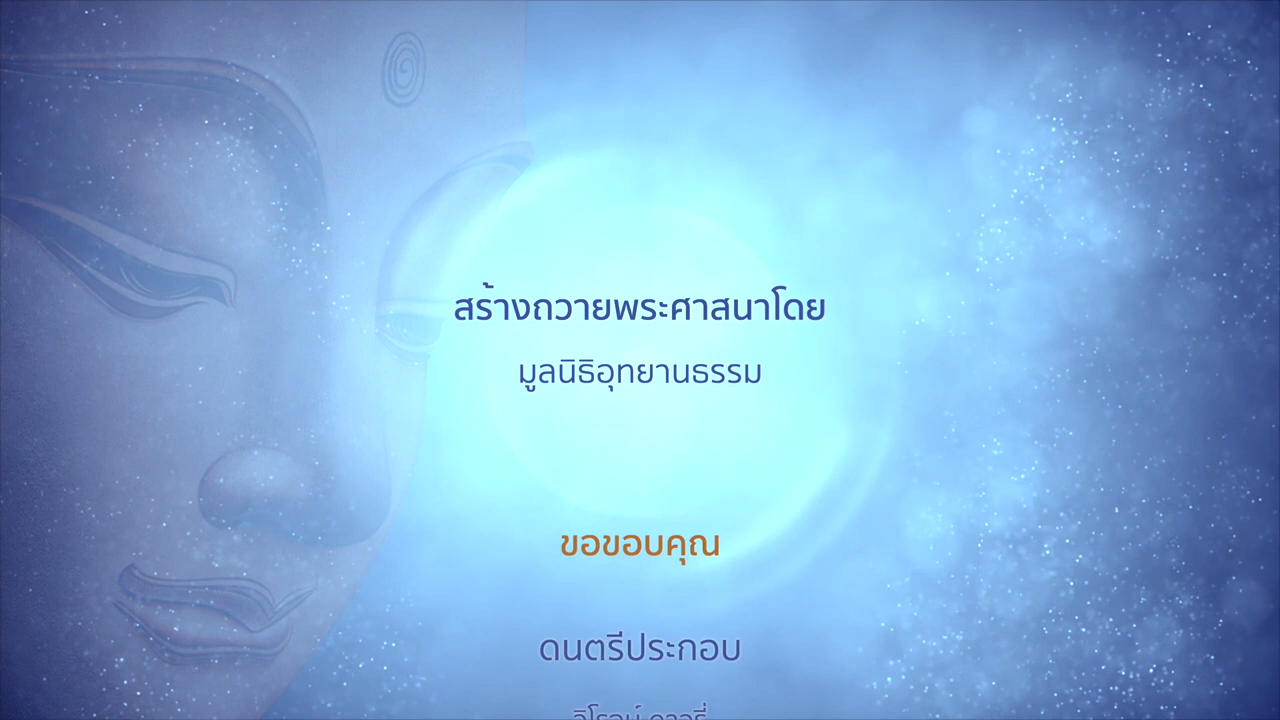 สร้างถวายพระศาสนาโดย
มูลนิธิอุทยานธรรม
ขอขอบคุณ
ดนตรีประกอบ